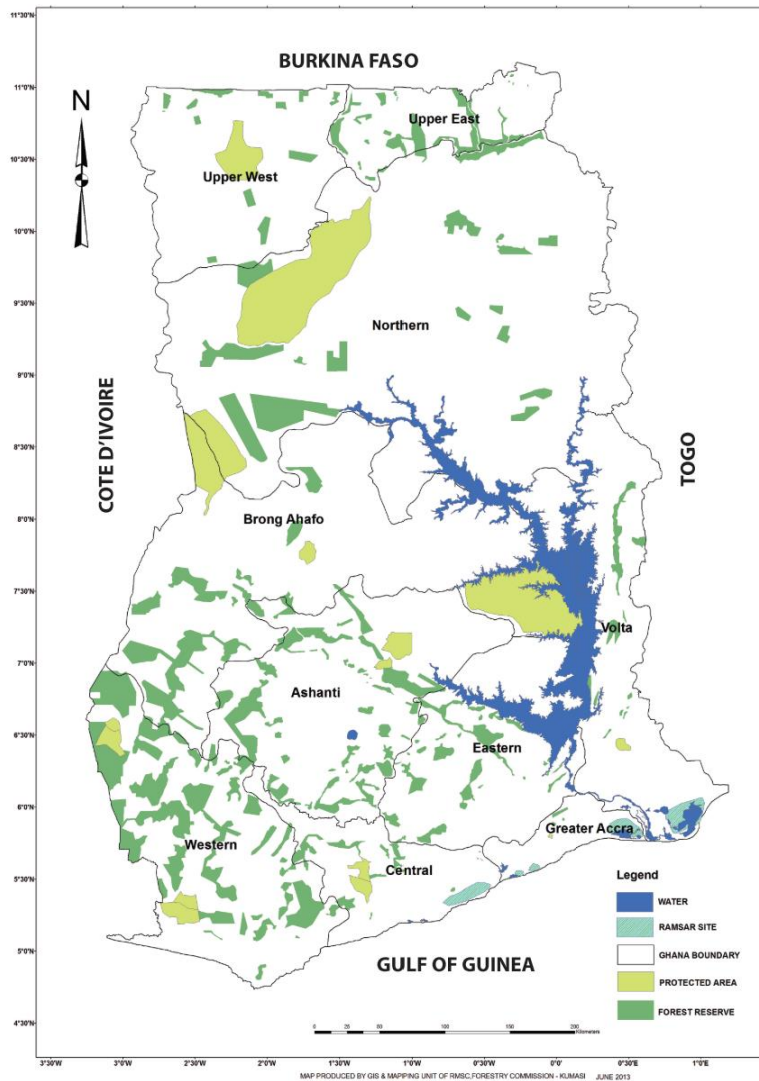 11°30'N
BURKINA FASO
11°0'N
N
Upper East
10°30'N
Upper West
10°0'N
9°30'N
Northern
9°0'N
COTE D'IVOIRE
8°30'N
TOGO
8°0'N
Brong Ahafo
7°30'N
Volta
7°0'N
Ashanti
6°30'N
Eastern
6°0'N
Greater Accra
Western
Central
5°30'N
Legend
WATER
RAMSAR SITE
5°0'N
GHANA BOUNDARY
GULF OF GUINEA
PROTECTED AREA
FOREST RESERVE
4°30'N
0 25 50 100 150 200
Kilometers
3°30'W 3°0'W 2°30'W 2°0'W 1°30'W 1°0'W 0°30'W 0°0' 0°30'E 1°0'E
MAP PRODUCED BY GIS & MAPIPING UNIT OF RMSC,FORESTRY COMMISSION - KUMASI JUNE 2013